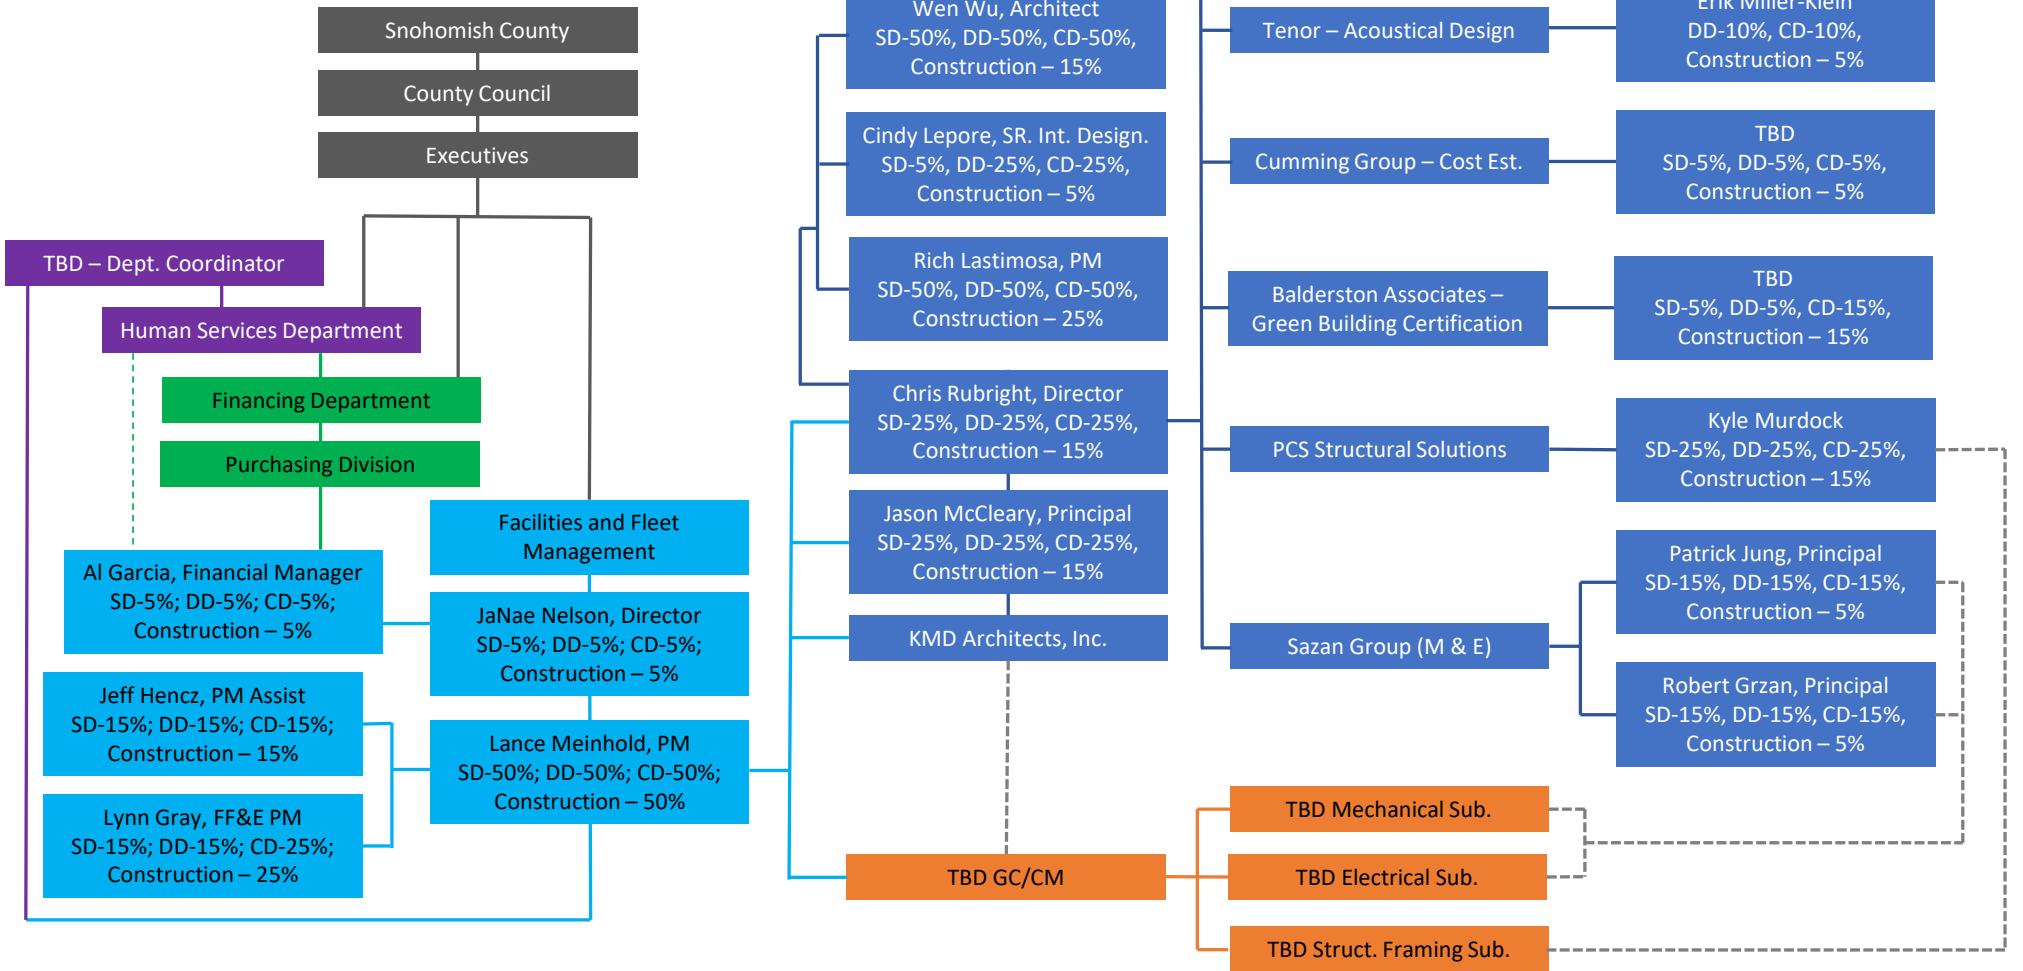 Snohomish County
County Council
Executives
TBD – Dept. Coordinator
Human Services Department
Financing Department
Purchasing Division
Facilities and Fleet
Management
Al Garcia, Financial Manager
SD-5%; DD-5%; CD-5%;
Construction – 5%
JaNae Nelson, Director
SD-5%; DD-5%; CD-5%;
Construction – 5%
Jeff Hencz, PM Assist
SD-15%; DD-15%; CD-15%;
Construction – 15%
Lance Meinhold, PM
SD-50%; DD-50%; CD-50%;
Construction – 50%
Lynn Gray, FF&E PM
SD-15%; DD-15%; CD-25%;
Construction – 25%
Wen Wu, Architect
SD-50%, DD-50%, CD-50%,
Construction – 15%
Cindy Lepore, SR. Int. Design.
SD-5%, DD-25%, CD-25%,
Construction – 5%
Rich Lastimosa, PM
SD-50%, DD-50%, CD-50%,
Construction – 25%
Chris Rubright, Director
SD-25%, DD-25%, CD-25%,
Construction – 15%
Jason McCleary, Principal
SD-25%, DD-25%, CD-25%,
Construction – 15%
KMD Architects, Inc.
TBD GC/CM
Tenor – Acoustical Design
Cumming Group – Cost Est.
Balderston Associates –
Green Building Certification
PCS Structural Solutions
Sazan Group (M & E)
TBD Mechanical Sub.
TBD Electrical Sub.
TBD Struct. Framing Sub.
Erik Miller-Klein
DD-10%, CD-10%,
Construction – 5%
TBD
SD-5%, DD-5%, CD-5%,
Construction – 5%
TBD
SD-5%, DD-5%, CD-15%,
Construction – 15%
Kyle Murdock
SD-25%, DD-25%, CD-25%,
Construction – 15%
Patrick Jung, Principal
SD-15%, DD-15%, CD-15%,
Construction – 5%
Robert Grzan, Principal
SD-15%, DD-15%, CD-15%,
Construction – 5%